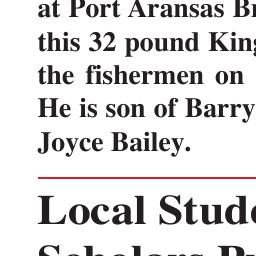 at Port Aransas
this 32 pound
the fishermen on
He is son of Barry
Joyce Bailey.
Local